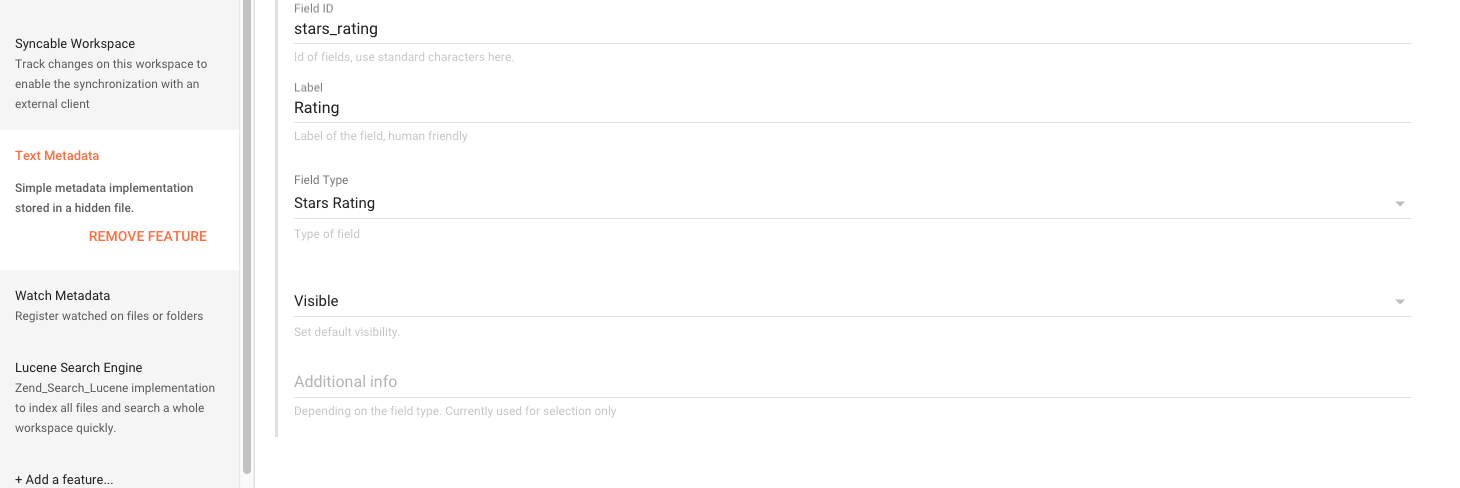 Syncable Workspace
Track changes on this workspace to
enable the synchronization with an
external client
Text Metadata
Simple metadata implementation
stored in a hidden file.
REMOVE FEATURE
Watch Metadata
Register watched on files or folders
Lucene Search Engine
Zend_Search_Lucene implementation
to index all files and search a whole
workspace quickly.
+ Add a feature...
Field ID
stars_rating
Id of fields, use standard characters here.
Label
Rating
Label of the field, human friendly
Field Type
Stars Rating
Type of field
Visible
Set default visibility.
Additional info
Depending on the field type. Currently used for selection only